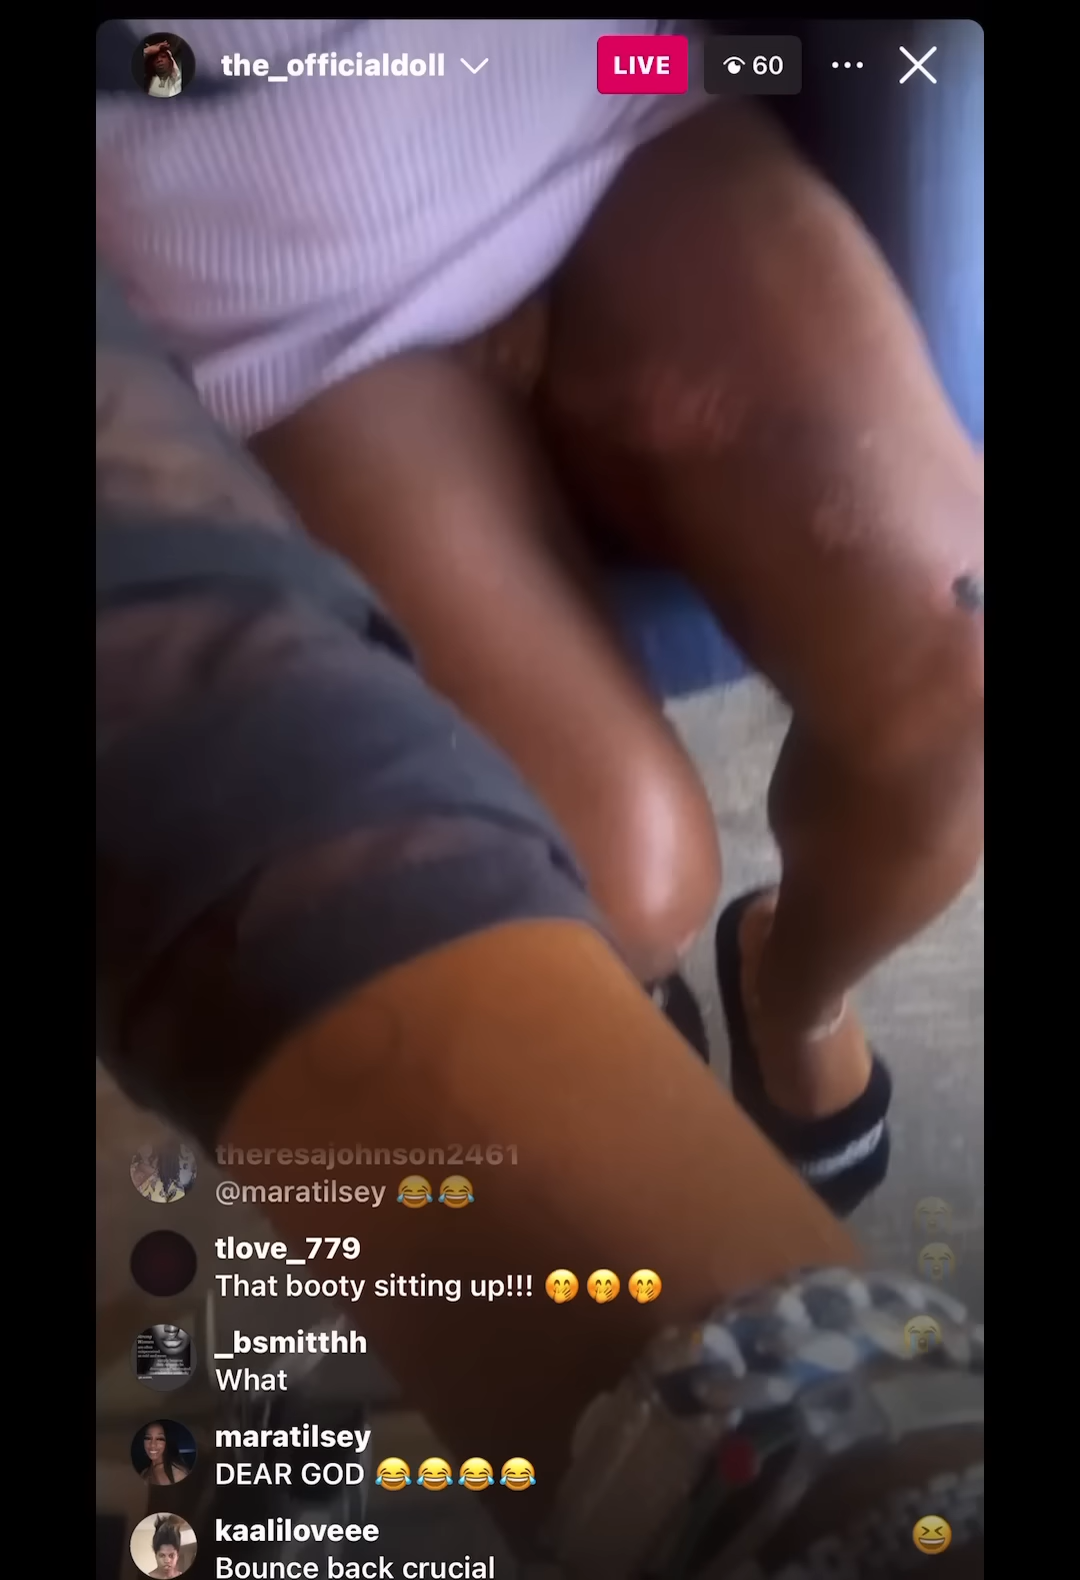 the_officialdoll
LIVE
60
theresajohnson2461
@maratilsey 😂😂
tlove_779
That booty sitting up!!! 🤭🤭🤭
_bsmitthh
What
maratilsey
DEAR GOD 😂😂😂😂
kaaliloveee
Bounce back crucial